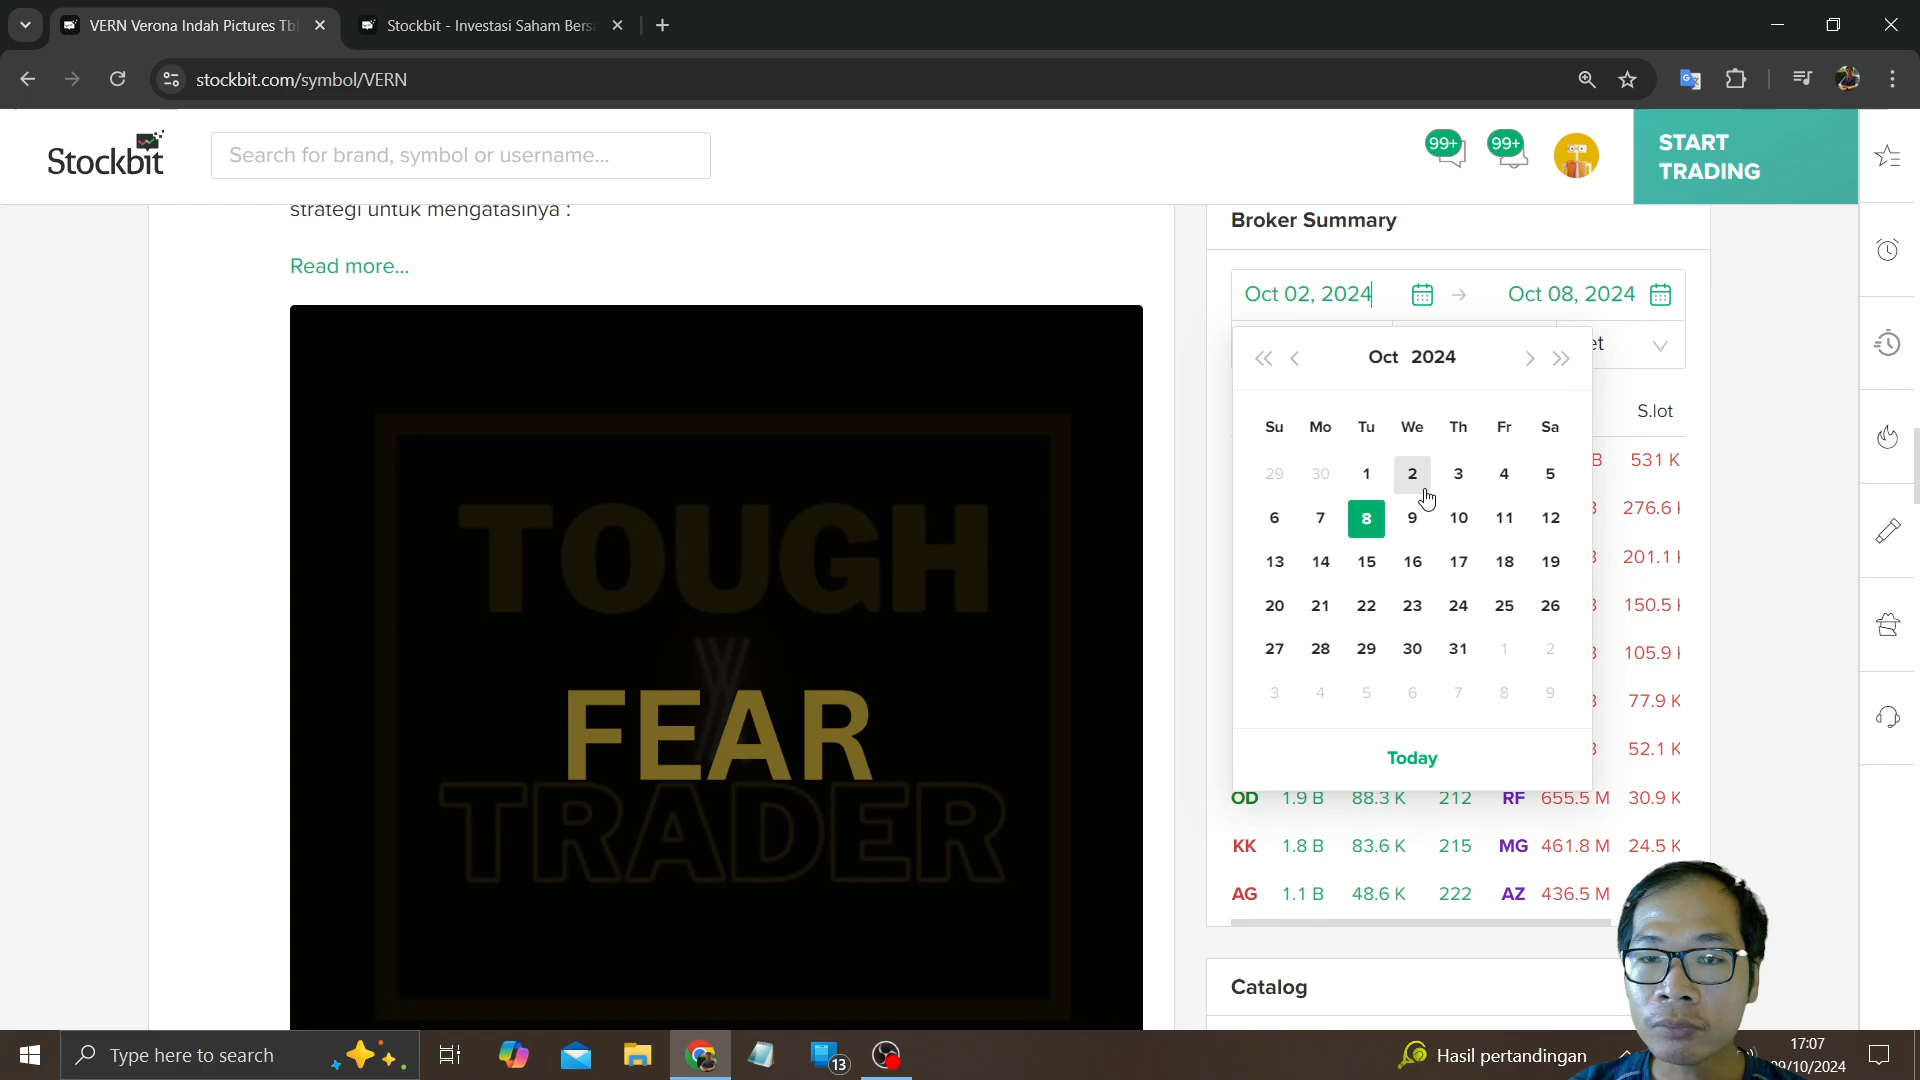 VERN Verona Indah Pictures Tb
Stockbit - Investasi Saham Bers
stockbit.com/symbol/VERN
Stockbit
Search for brand, symbol or username...
99+
99+
START
TRADING
strategi untuk mengatasinya :
Read more...
TOUGH
FEAR
TRADER
Broker Summary
Oct 02, 2024
Oct 08, 2024
et
Oct 2024
Su Mo Tu We Th Fr Sa
29 30 1 2 3 4 5
6 7 8 9 10 11 12
13 14 15 16 17 18 19
20 21 22 23 24 25 26
27 28 29 30 31 1 2
3 4 5 6 7 8 9
Today
S.lot
B 531 K
276.6
201.1
150.5
105.9
77.9 K
52.1 K
OD 1.9 B 88.3 K 212 RF 655.5 M 30.9 K
KK 1.8 B 83.6 K 215 MG 461.8 M 24.5 K
AG 1.1 B 48.6 K 222 AZ 436.5 M
Catalog
Type here to search
13
Hasil pertandingan
17:07
9/10/2024